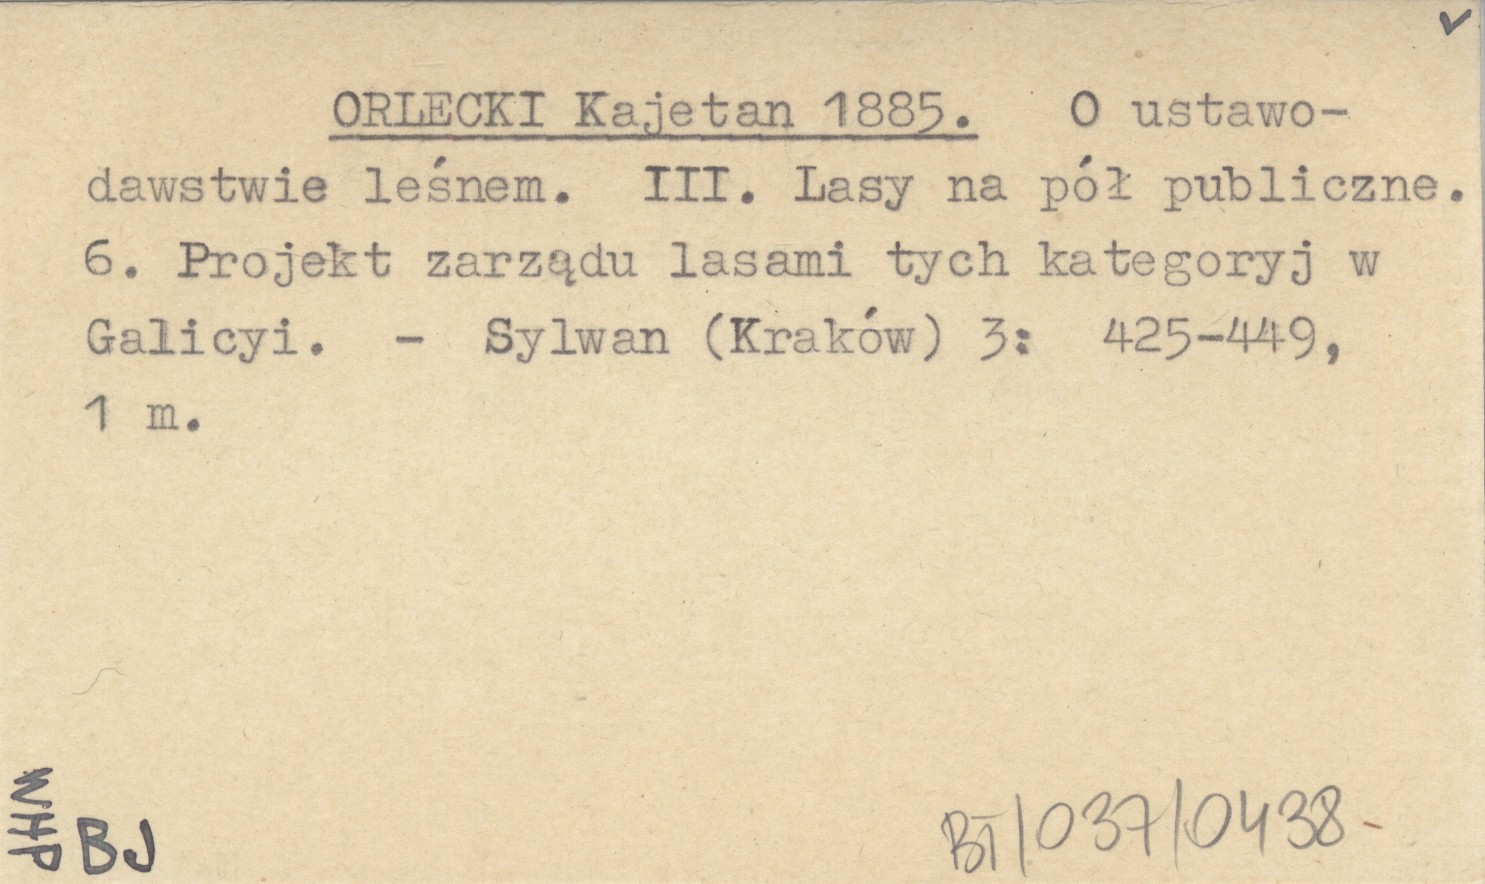 ORLECKI Kajetan 1885. O ustawo-
dawstwie leśnem. III. Lasy na pół publiczne.
6. Projekt zarządu lasami tych kategoryj w
Galicyi. - Sylwan (Kraków) 3: 425-449,
1 m.
WHP
BJ
BT/037/0438-